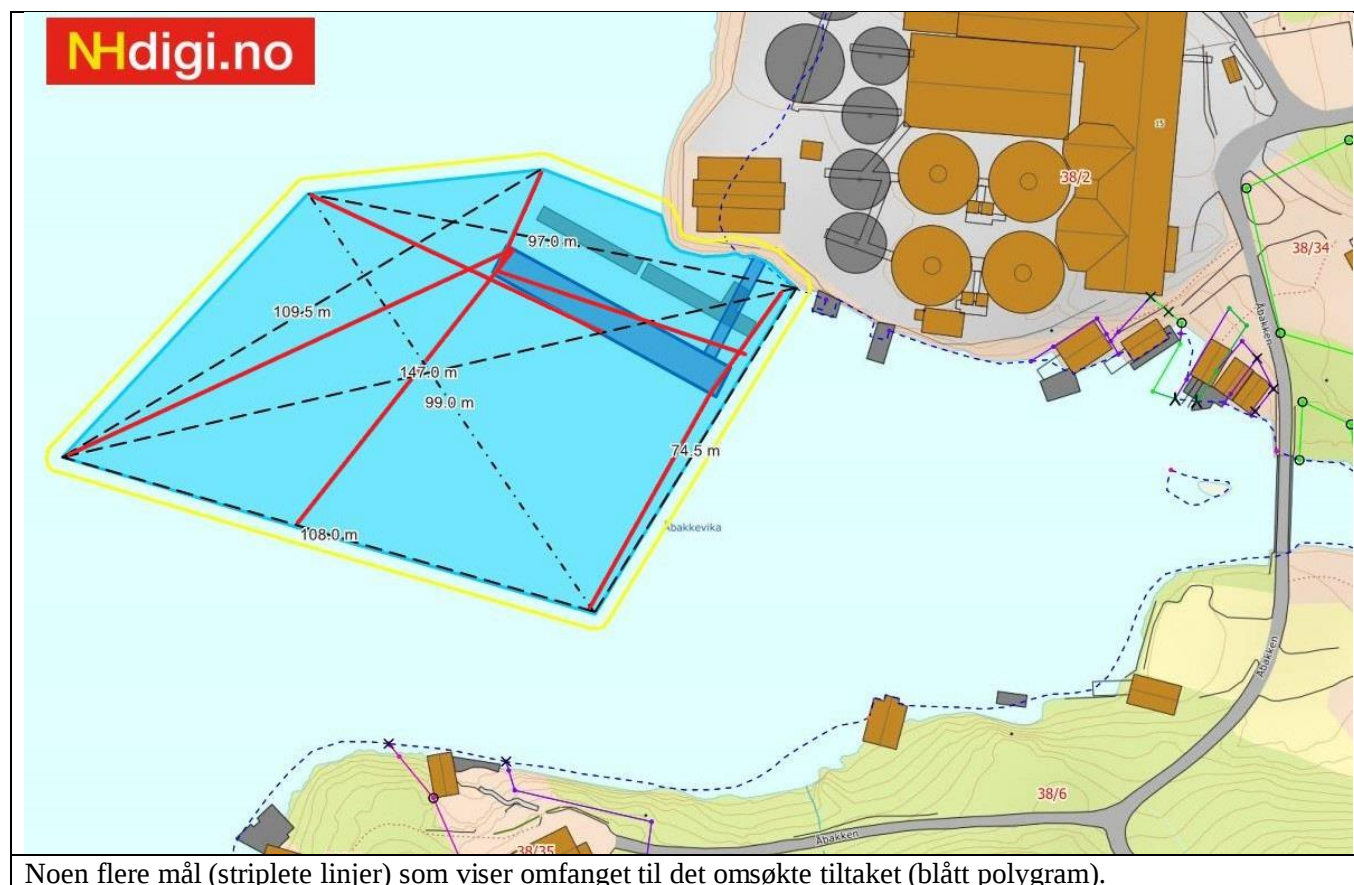 NHdigi.no
15
38/2
38/34
97.0 m
109.5 m
Åbakken
147.0 m
99.0 m
74.5 m
Åbakkevika
108.0 m
Åbakken
38/6
Åbakken
38/35
Noen flere mål (striplete linjer) som viser omfanget til det omsøkte tiltaket (blått polygram).